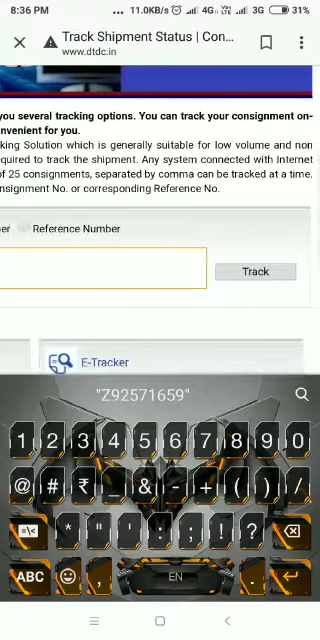 8:36 PM ... 11.0KB/s 4G Vo LTE 3G 31%
Track Shipment Status | Con...
www.dtdc.in
you several tracking options. You can track your consignment on-
nvenient for you.
king Solution which is generally suitable for low volume and non
equired to track the shipment. Any system connected with Internet
of 25 consignments, separated by comma can be tracked at a time.
nsignment No. or corresponding Reference No.
er Reference Number
Track
E-Tracker
"Z92571659"
1 2 3 4 5 6 7 8 9 0
@ # ₹ _ & - + ( ) /
=\< * " ' : ; ! ?
ABC , EN .